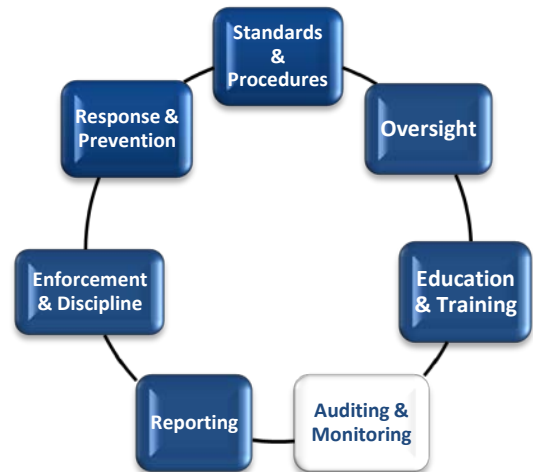 Standards
&
Procedures
Oversight
Education
& Training
Auditing &
Monitoring
Reporting
Enforcement
& Discipline
Response &
Prevention